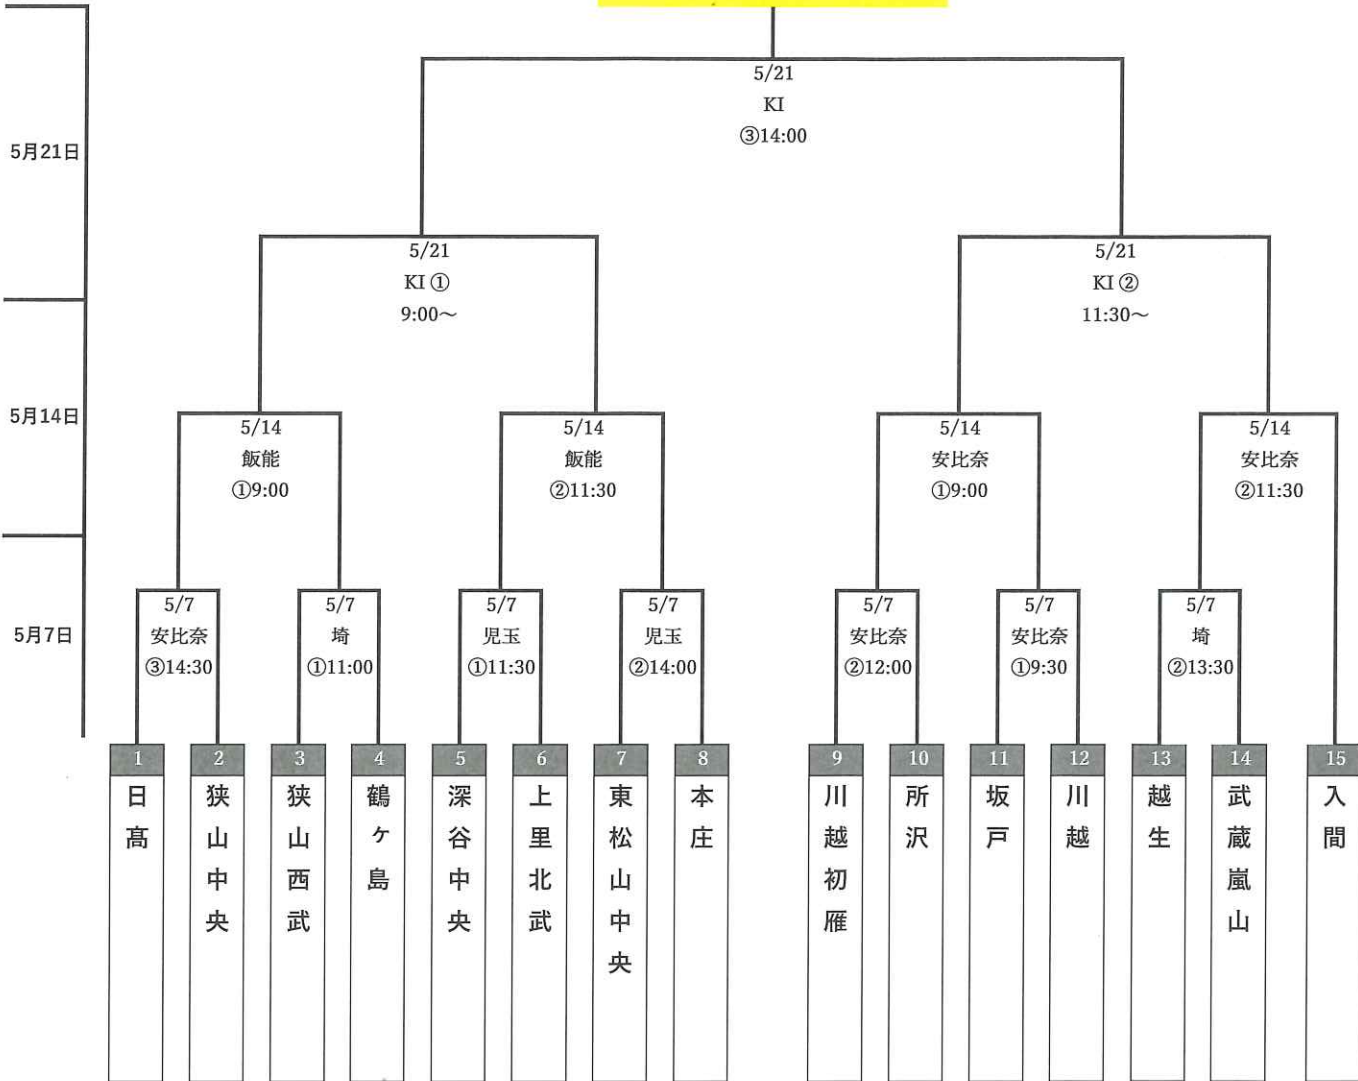 5/21
KI
③14:00
5月21日
5/21
KI ①
9:00～
5/21
KI ②
11:30～
5月14日
5/14
飯能
①9:00
5/14
飯能
②11:30
5/14
安比奈
①9:00
5/14
安比奈
②11:30
5月7日
5/7
安比奈
③14:30
5/7
埼
①11:00
5/7
児玉
①11:30
5/7
児玉
②14:00
5/7
安比奈
②12:00
5/7
安比奈
①9:30
5/7
埼
②13:30
1
日髙
2
狭山中央
3
狭山西武
4
鶴ヶ島
5
深谷中央
6
上里北武
7
東松山中央
8
本庄
9
川越初雁
10
所沢
11
坂戸
12
川越
13
越生
14
武蔵嵐山
15
入間